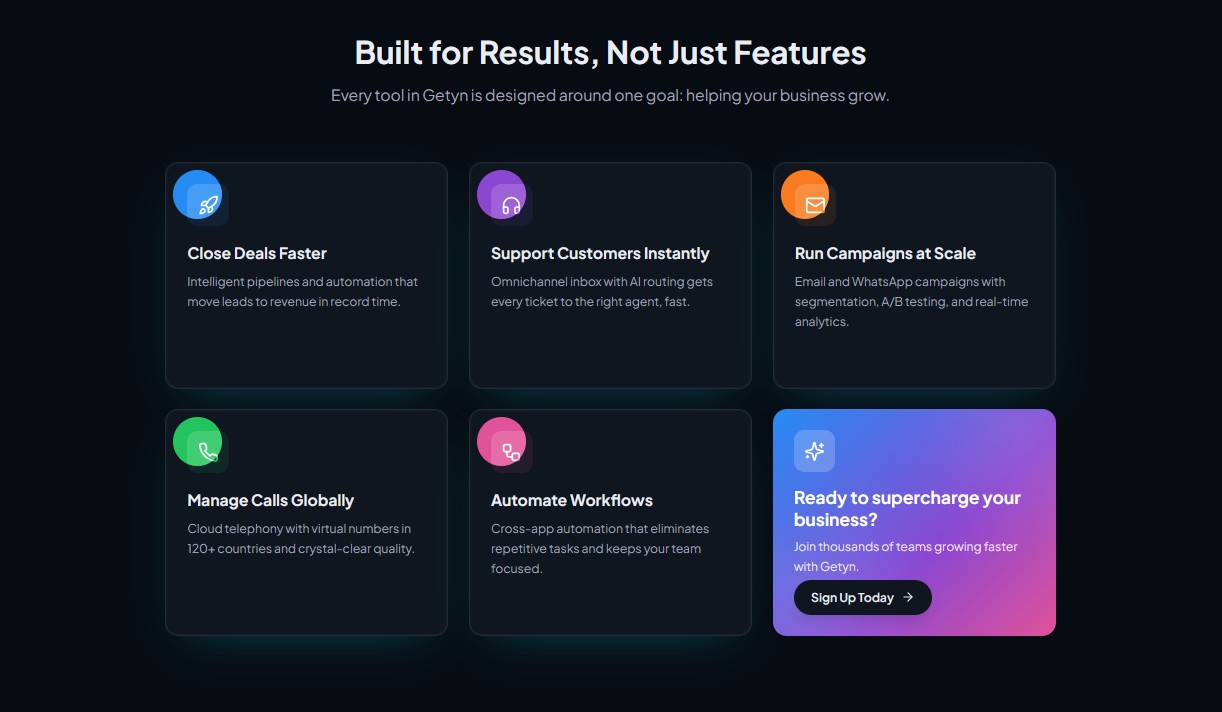 Built for Results, Not Just Features
Every tool in Getyn is designed around one goal: helping your business grow.
Close Deals Faster
Intelligent pipelines and automation that
move leads to revenue in record time.
Support Customers Instantly
Omnichannel inbox with AI routing gets
every ticket to the right agent, fast.
Run Campaigns at Scale
Email and WhatsApp campaigns with
segmentation, A/B testing, and real-time
analytics.
Manage Calls Globally
Cloud telephony with virtual numbers in
120+ countries and crystal-clear quality.
Automate Workflows
Cross-app automation that eliminates
repetitive tasks and keeps your team
focused.
Ready to supercharge your
business?
Join thousands of teams growing faster
with Getyn.
Sign Up Today